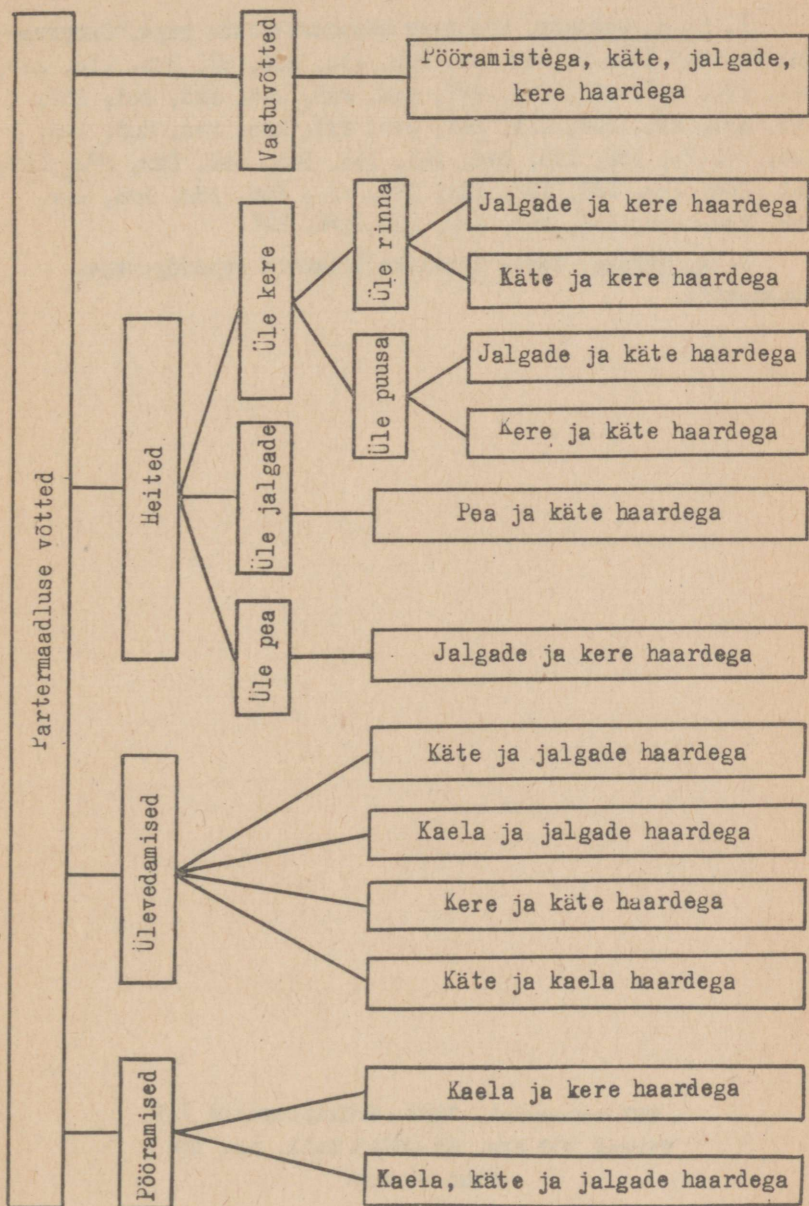 Partermaadluse võtted
Vastuvõtted
Pööramistega, käte, jalgade,
kere haardega
Heited
Üle kere
Üle rinna
Jalgade ja kere haardega
Käte ja kere haardega
Üle puusa
Jalgade ja käte haardega
Kere ja käte haardega
Üle jalgade
Pea ja käte haardega
Üle pea
Jalgade ja kere haardega
Ülevedamised
Käte ja jalgade haardega
Kaela ja jalgade haardega
Kere ja käte haardega
Käte ja kaela haardega
Pööramised
Kaela ja kere haardega
Kaela, käte ja jalgade haardega